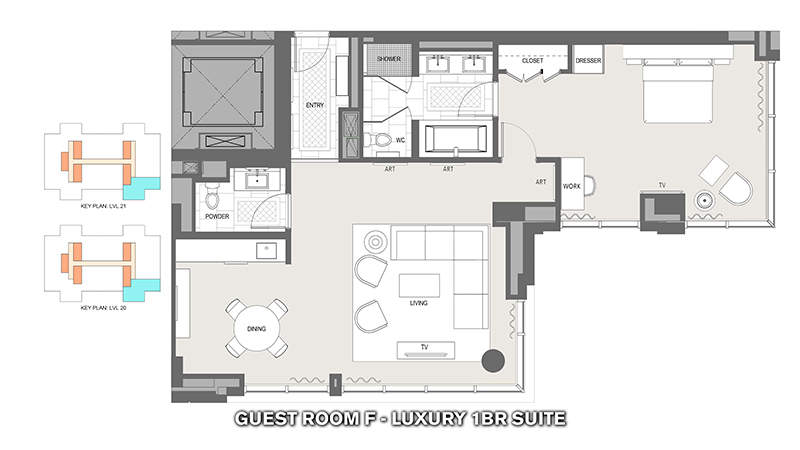 SHOWER
CLOSET
DRESSER
ENTRY
WC
ART
ART
ART
WORK
TV
POWDER
KEY PLAN: LVL 21
KEY PLAN: LVL 20
LIVING
DINING
TV
GUEST ROOM F - LUXURY 1BR SUITE